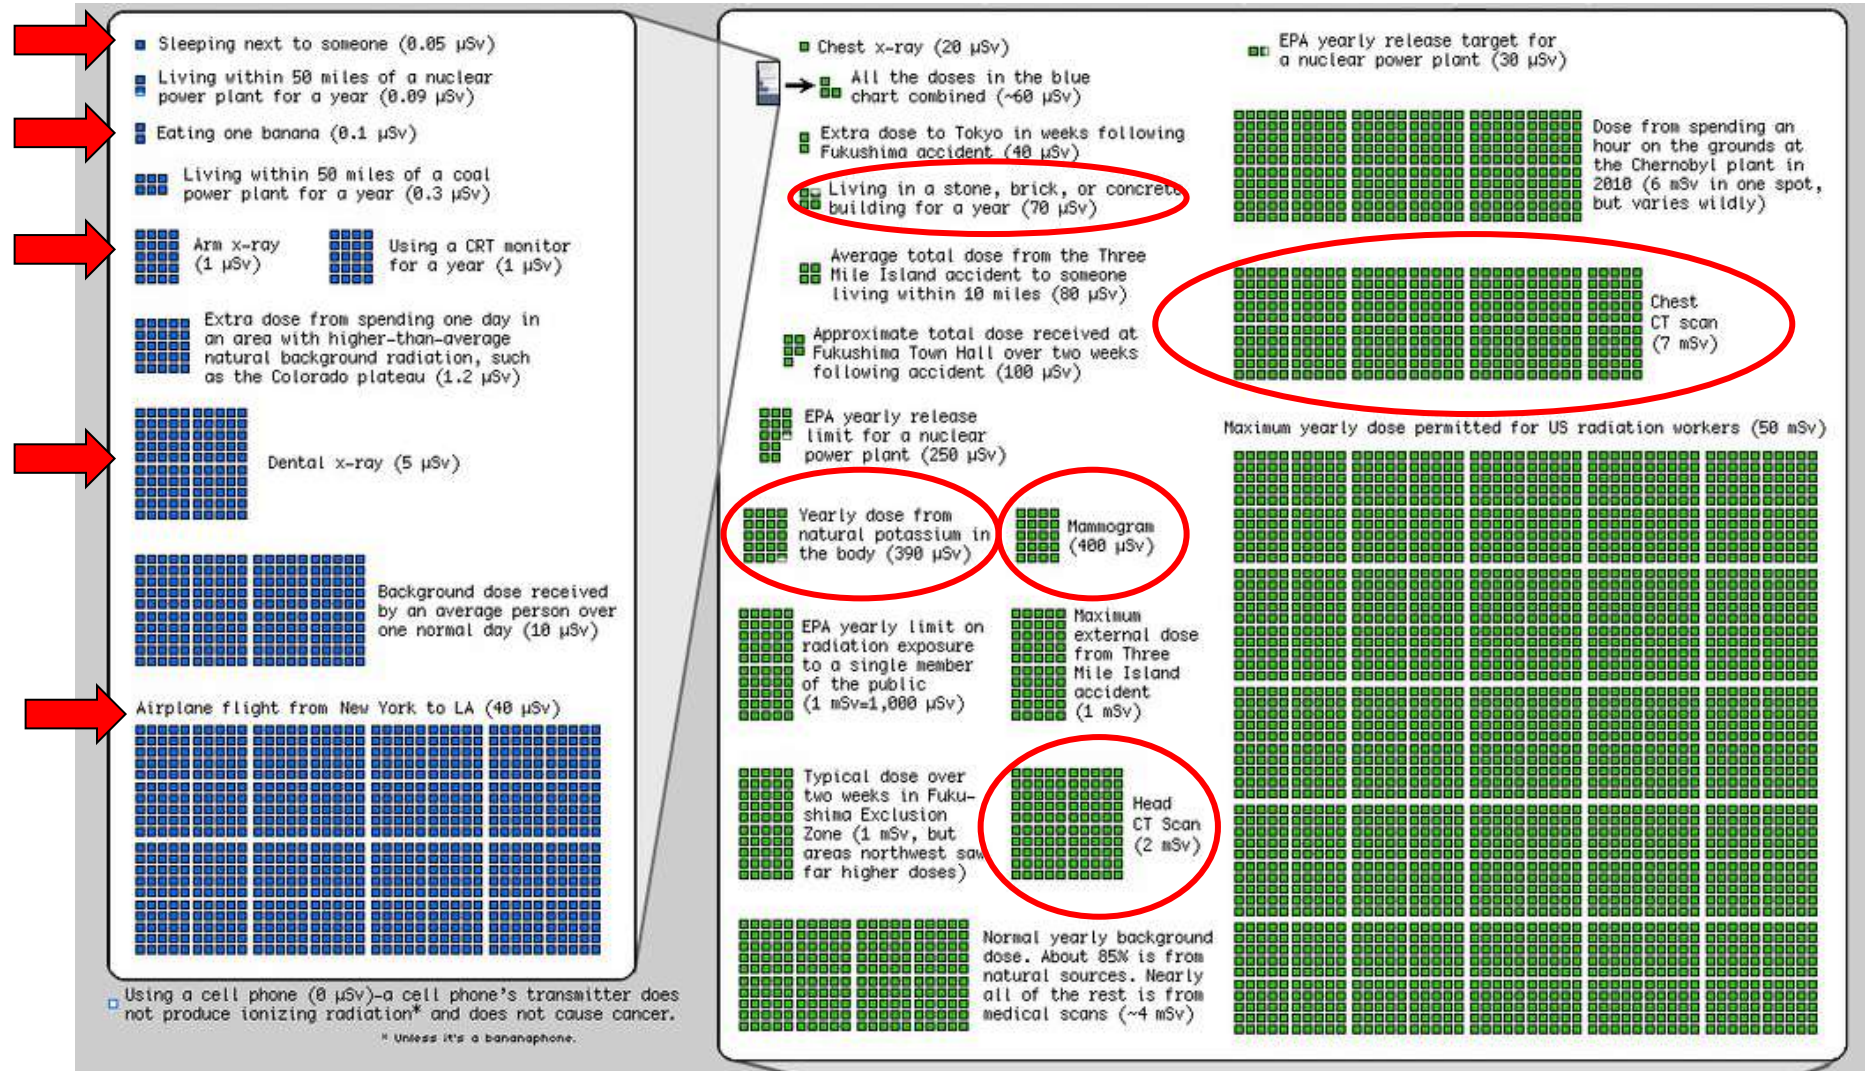 Sleeping next to someone (0.05 µSv)
Living within 50 miles of a nuclear
power plant for a year (0.09 µSv)
Eating one banana (0.1 µSv)
Living within 50 miles of a coal
power plant for a year (0.3 µSv)
Arm x-ray
(1 µSv)
Using a CRT monitor
for a year (1 µSv)
Extra dose from spending one day in
an area with higher-than-average
natural background radiation, such
as the Colorado plateau (1.2 µSv)
Dental x-ray (5 µSv)
Background dose received
by an average person over
one normal day (10 µSv)
Airplane flight from New York to LA (40 µSv)
Using a cell phone (0 µSv)-a cell phone's transmitter does
not produce ionizing radiation* and does not cause cancer.
* Unless it's a bananaphone.
Chest x-ray (20 µSv)
All the doses in the blue
chart combined (~60 µSv)
Extra dose to Tokyo in weeks following
Fukushima accident (40 µSv)
Living in a stone, brick, or concrete
building for a year (70 µSv)
Average total dose from the Three
Mile Island accident to someone
living within 10 miles (80 µSv)
Approximate total dose received at
Fukushima Town Hall over two weeks
following accident (100 µSv)
EPA yearly release
limit for a nuclear
power plant (250 µSv)
Yearly dose from
natural potassium in
the body (390 µSv)
Mammogram
(400 µSv)
EPA yearly limit on
radiation exposure
to a single member
of the public
(1 mSv=1,000 µSv)
Maximum
external dose
from Three
Mile Island
accident
(1 mSv)
Typical dose over
two weeks in Fuku-
shima Exclusion
Zone (1 mSv, but
areas northwest saw
far higher doses)
Head
CT Scan
(2 mSv)
Normal yearly background
dose. About 85% is from
natural sources. Nearly
all of the rest is from
medical scans (~4 mSv)
EPA yearly release target for
a nuclear power plant (30 µSv)
Dose from spending an
hour on the grounds at
the Chernobyl plant in
2010 (6 mSv in one spot,
but varies wildly)
Chest
CT scan
(7 mSv)
Maximum yearly dose permitted for US radiation workers (50 mSv)